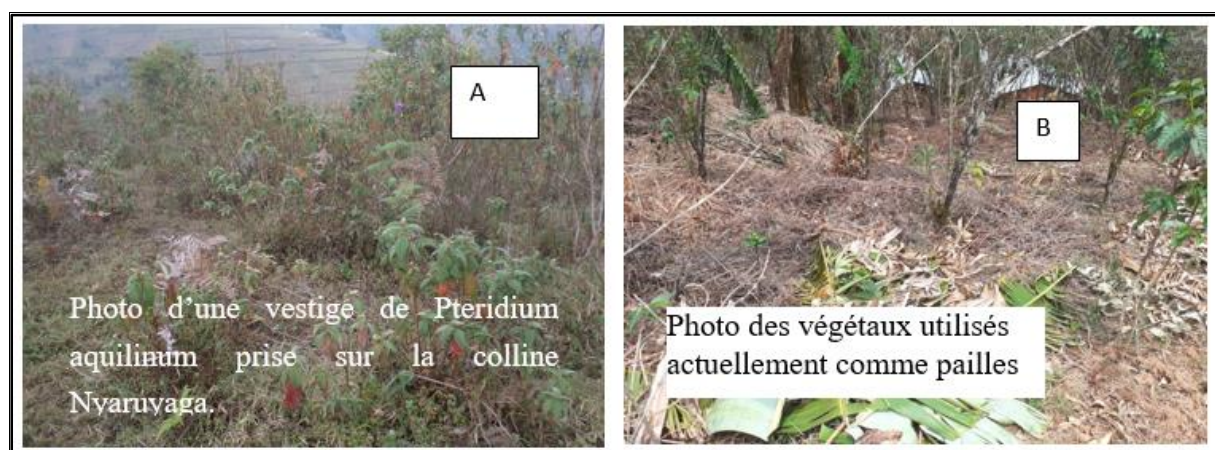 A
Photo d'une vestige de Pteridium
aquilinum prise sur la colline
Nyaruyaga.
B
Photo des végétaux utilisés
actuellement comme pailles